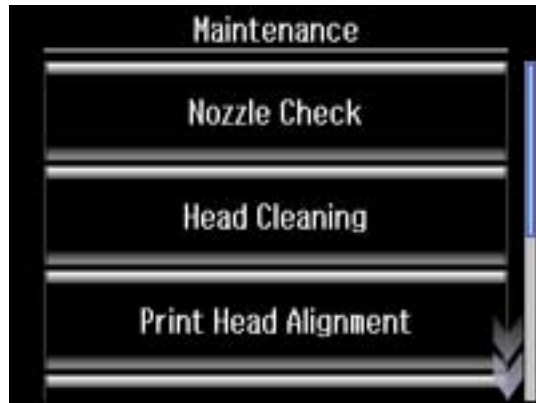 Maintenance
Nozzle Check
Head Cleaning
Print Head Alignment